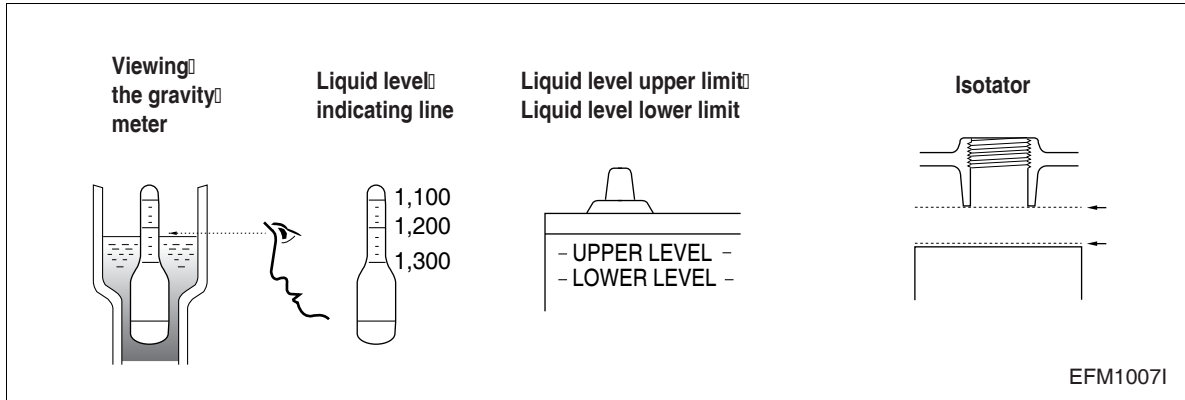 Viewing
the gravity
meter
Liquid level
indicating line
Liquid level upper limit
Liquid level lower limit
Isotator
1,100
1,200
1,300
– UPPER LEVEL –
– LOWER LEVEL –
EFM1007I